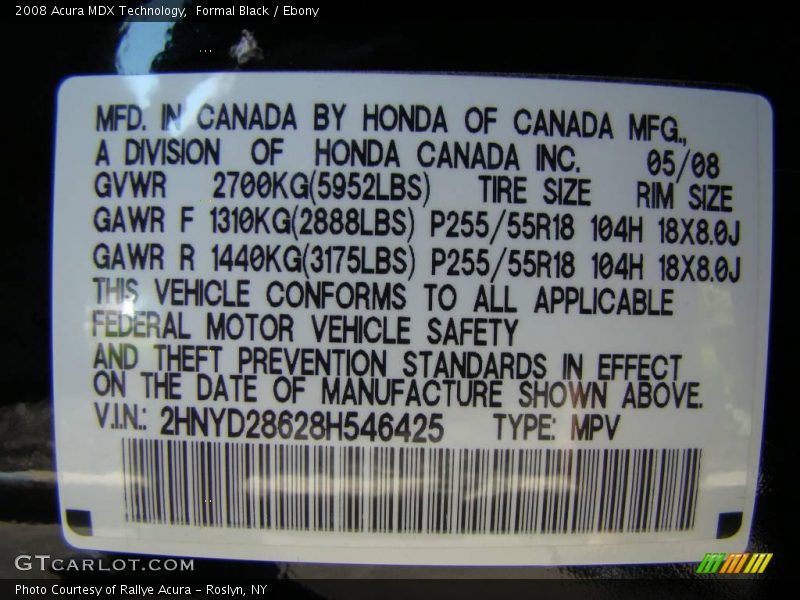 2008 Acura MDX Technology,  Formal Black / Ebony
MFD. IN CANADA BY HONDA OF CANADA MFG.,
A DIVISION OF HONDA CANADA INC. 05/08
GVWR 2700KG(5952LBS) TIRE SIZE RIM SIZE
GAWR F 1310KG(2888LBS) P255/55R18 104H 18X8.0J
GAWR R 1440KG(3175LBS) P255/55R18 104H 18X8.0J
THIS VEHICLE CONFORMS TO ALL APPLICABLE
FEDERAL MOTOR VEHICLE SAFETY
AND THEFT PREVENTION STANDARDS IN EFFECT
ON THE DATE OF MANUFACTURE SHOWN ABOVE.
V.I.N.: 2HNYD28628H546425 TYPE: MPV
GTCARLOT.COM
Photo Courtesy of Rallye Acura - Roslyn, NY